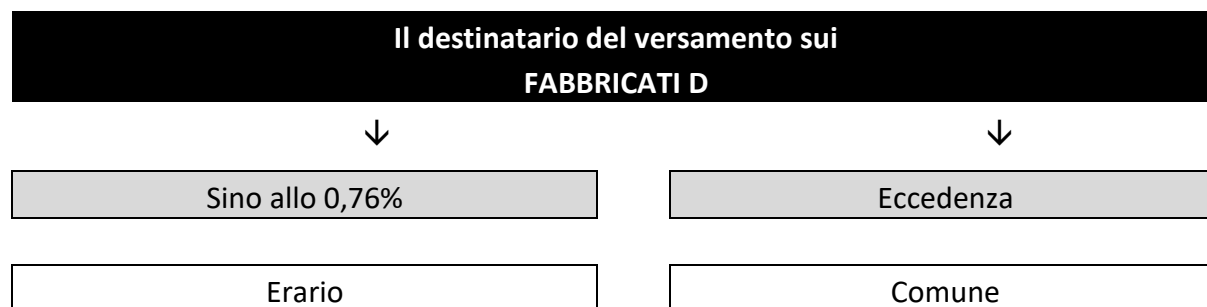 Il destinatario del versamento sui
FABBRICATI D
↓ ↓
Sino allo 0,76% Eccedenza
Erario Comune